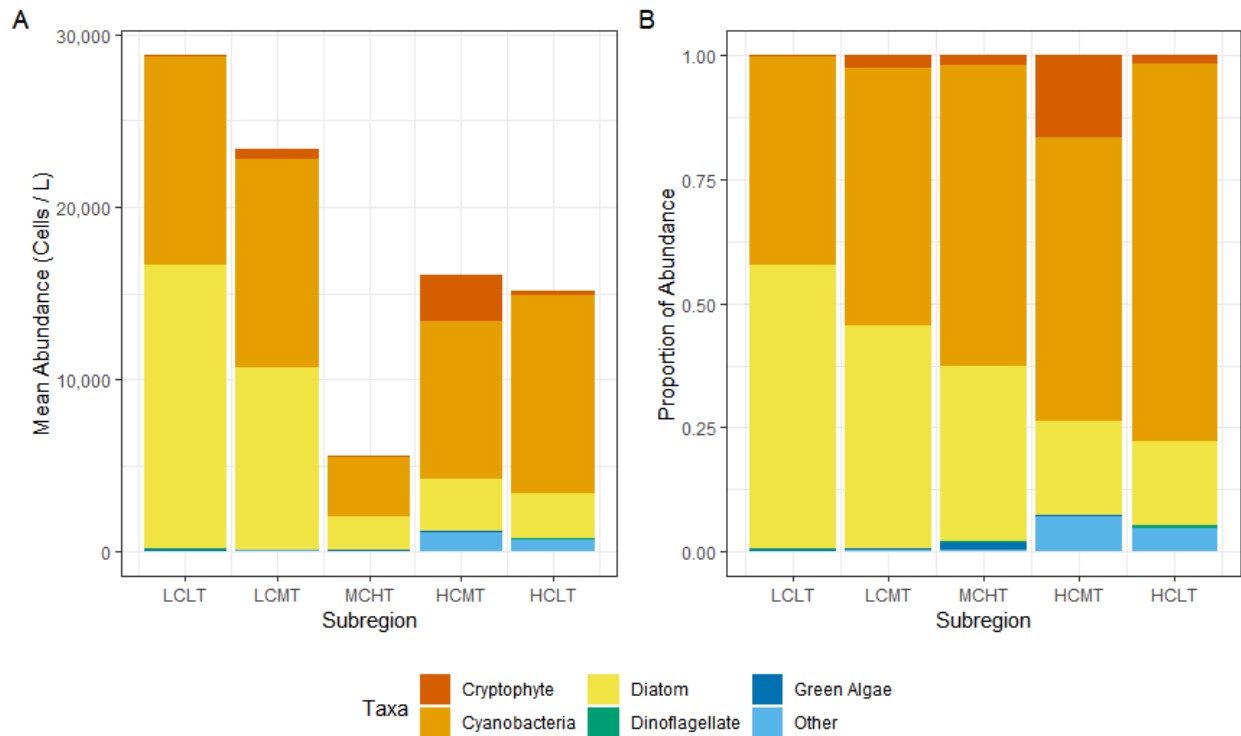 A
B
Mean Abundance (Cells / L)
30,000
20,000
10,000
0
LCLT LCMT MCHT HCMT HCLT
Subregion
Proportion of Abundance
1.00
0.75
0.50
0.25
0.00
LCLT LCMT MCHT HCMT HCLT
Subregion
Taxa
Cryptophyte Diatom Green Algae
Cyanobacteria Dinoflagellate Other